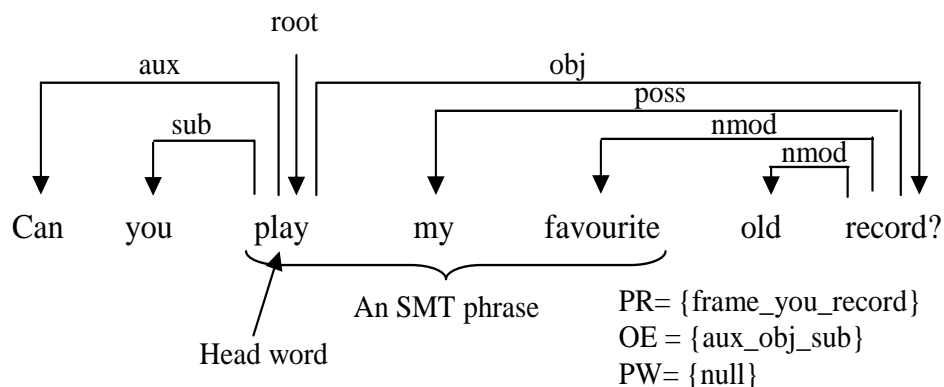 root
aux
obj
poss
sub
nmod
nmod
Can you play my favourite old record?
An SMT phrase
Head word
PR= {frame_you_record}
OE = {aux_obj_sub}
PW= {null}